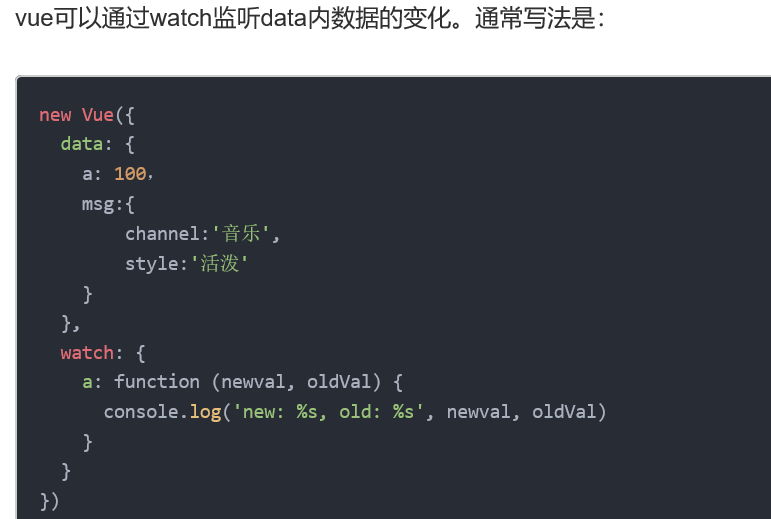 vue可以通过watch监听data内数据的变化。通常写法是：
new Vue({
  data: {
    a: 100，
    msg:{
        channel:'音乐',
        style:'活泼'
    }
  },
  watch: {
    a: function (newval, oldVal) {
      console.log('new: %s, old: %s', newval, oldVal)
    }
  }
})